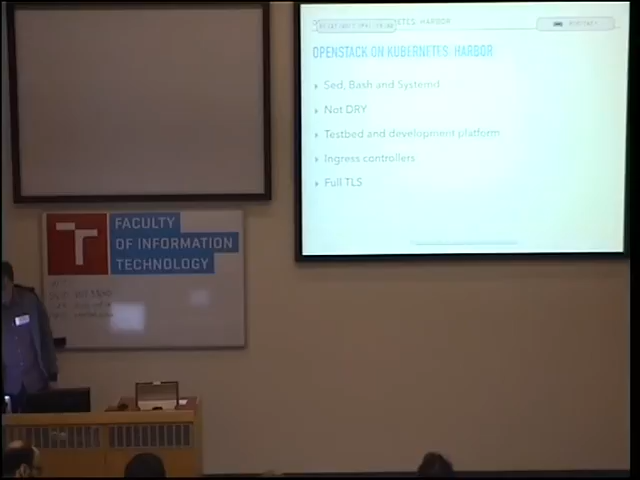 OPENSTACK ON KUBERNETES: HARBOR
Sed, Bash and Systemd
Not DRY
Testbed and development platform
Ingress controllers
Full TLS
FACULTY
OF INFORMATION
TECHNOLOGY